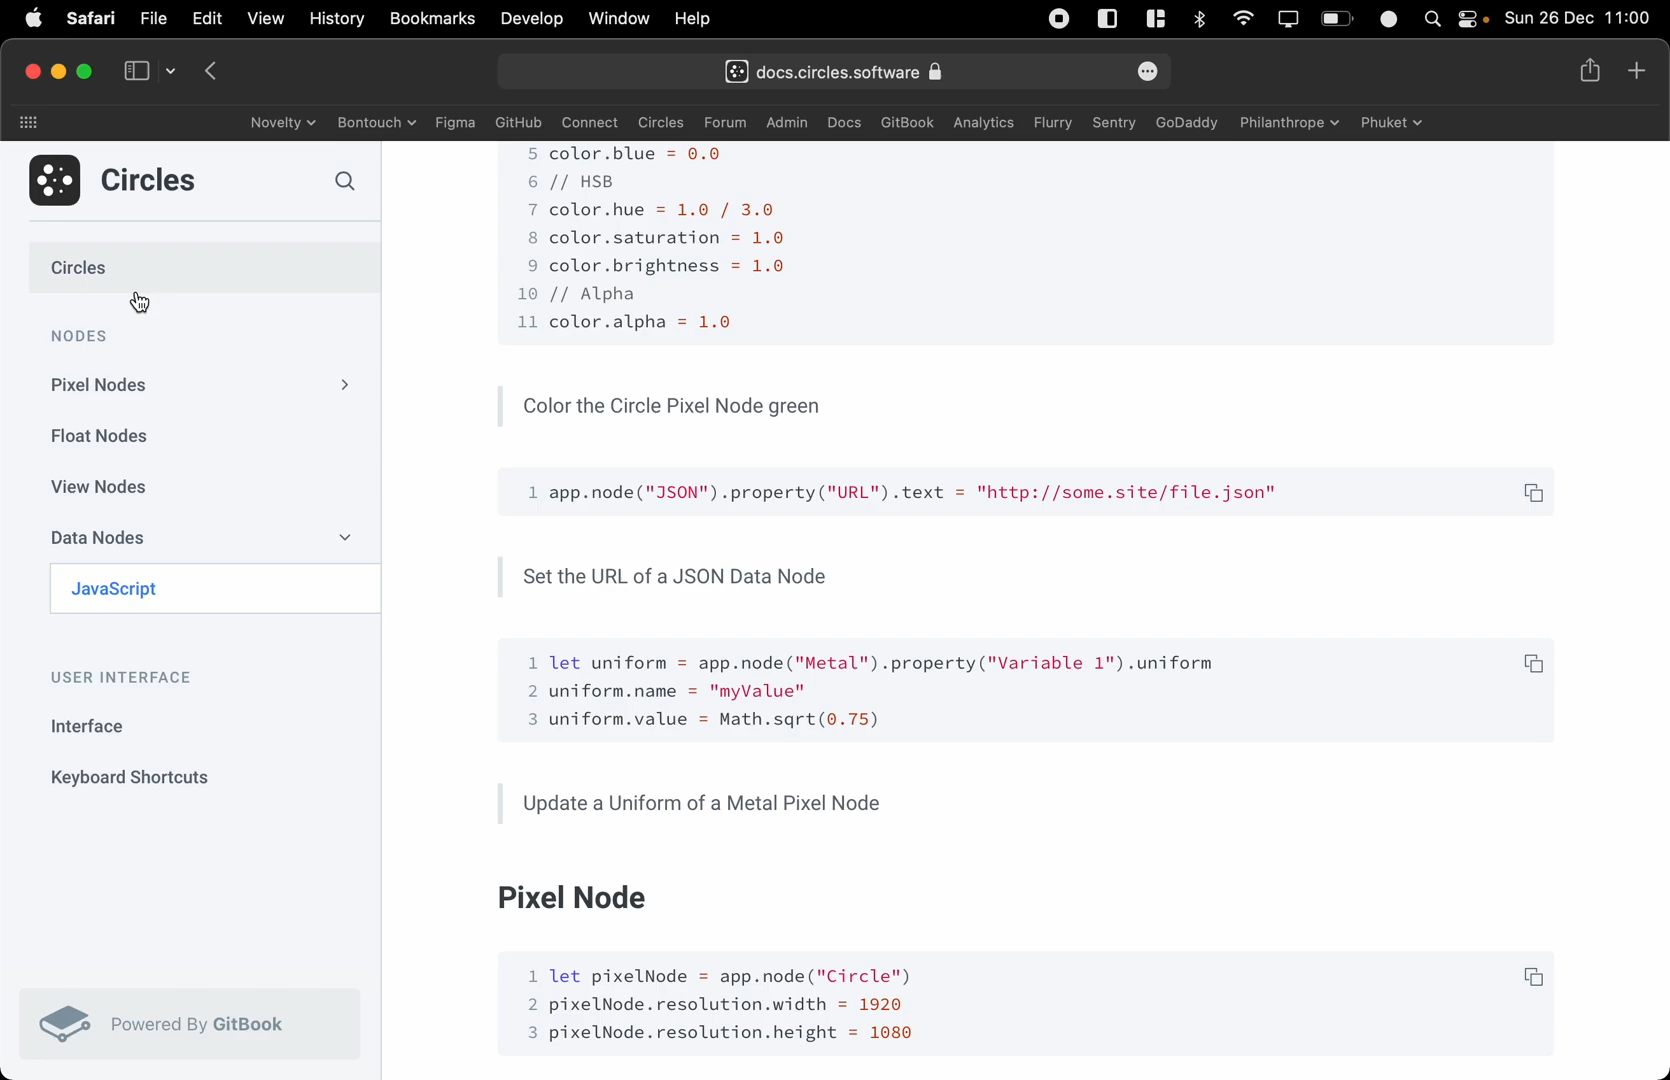 Safari File Edit View History Bookmarks Develop Window Help Sun 26 Dec 11:00
docs.circles.software
Novelty Bontouch Figma GitHub Connect Circles Forum Admin Docs GitBook Analytics Flurry Sentry GoDaddy Philanthrope Phuket
Circles
Circles
NODES
Pixel Nodes
Float Nodes
View Nodes
Data Nodes
JavaScript
USER INTERFACE
Interface
Keyboard Shortcuts
Powered By GitBook
5 color.blue = 0.0
6 // HSB
7 color.hue = 1.0 / 3.0
8 color.saturation = 1.0
9 color.brightness = 1.0
10 // Alpha
11 color.alpha = 1.0
Color the Circle Pixel Node green
1 app.node("JSON").property("URL").text = "http://some.site/file.json"
Set the URL of a JSON Data Node
1 let uniform = app.node("Metal").property("Variable 1").uniform
2 uniform.name = "myValue"
3 uniform.value = Math.sqrt(0.75)
Update a Uniform of a Metal Pixel Node
Pixel Node
1 let pixelNode = app.node("Circle")
2 pixelNode.resolution.width = 1920
3 pixelNode.resolution.height = 1080